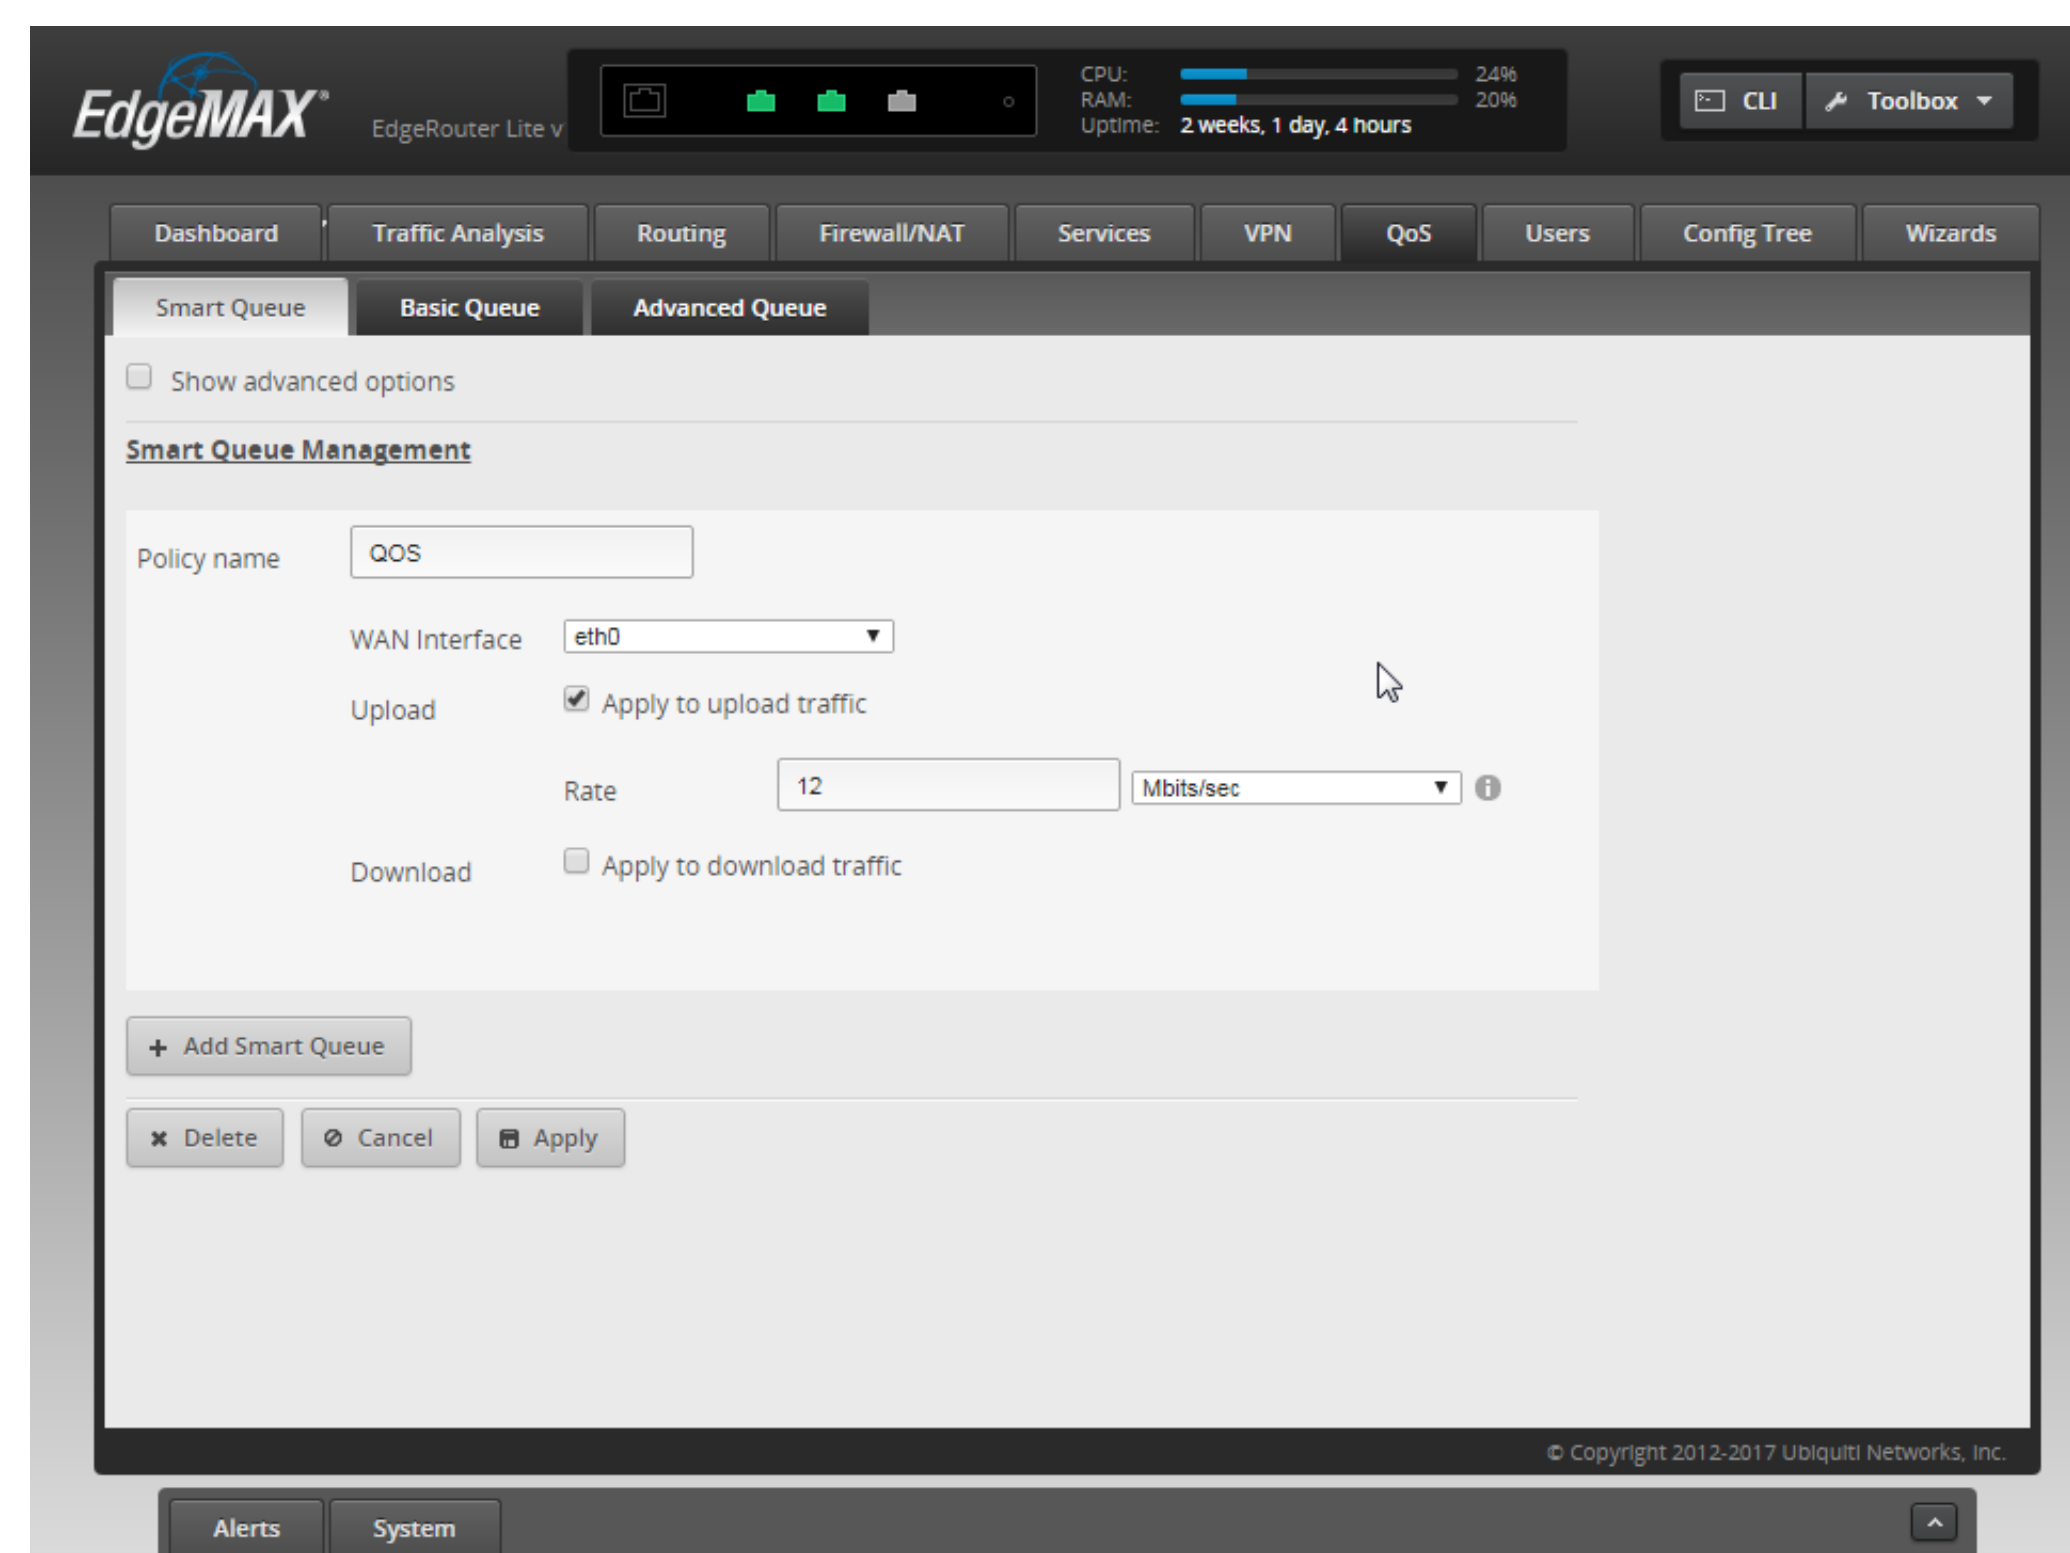 EdgeMAX®
EdgeRouter Lite v
CPU: 24%
RAM: 20%
Uptime: 2 weeks, 1 day, 4 hours
CLI Toolbox
Dashboard Traffic Analysis Routing Firewall/NAT Services VPN QoS Users Config Tree Wizards
Smart Queue Basic Queue Advanced Queue
Show advanced options
Smart Queue Management
Policy name QOS
WAN Interface eth0
Upload Apply to upload traffic
Rate 12 Mbits/sec
Download Apply to download traffic
+ Add Smart Queue
Delete Cancel Apply
© Copyright 2012-2017 Ubiquiti Networks, Inc.
Alerts System